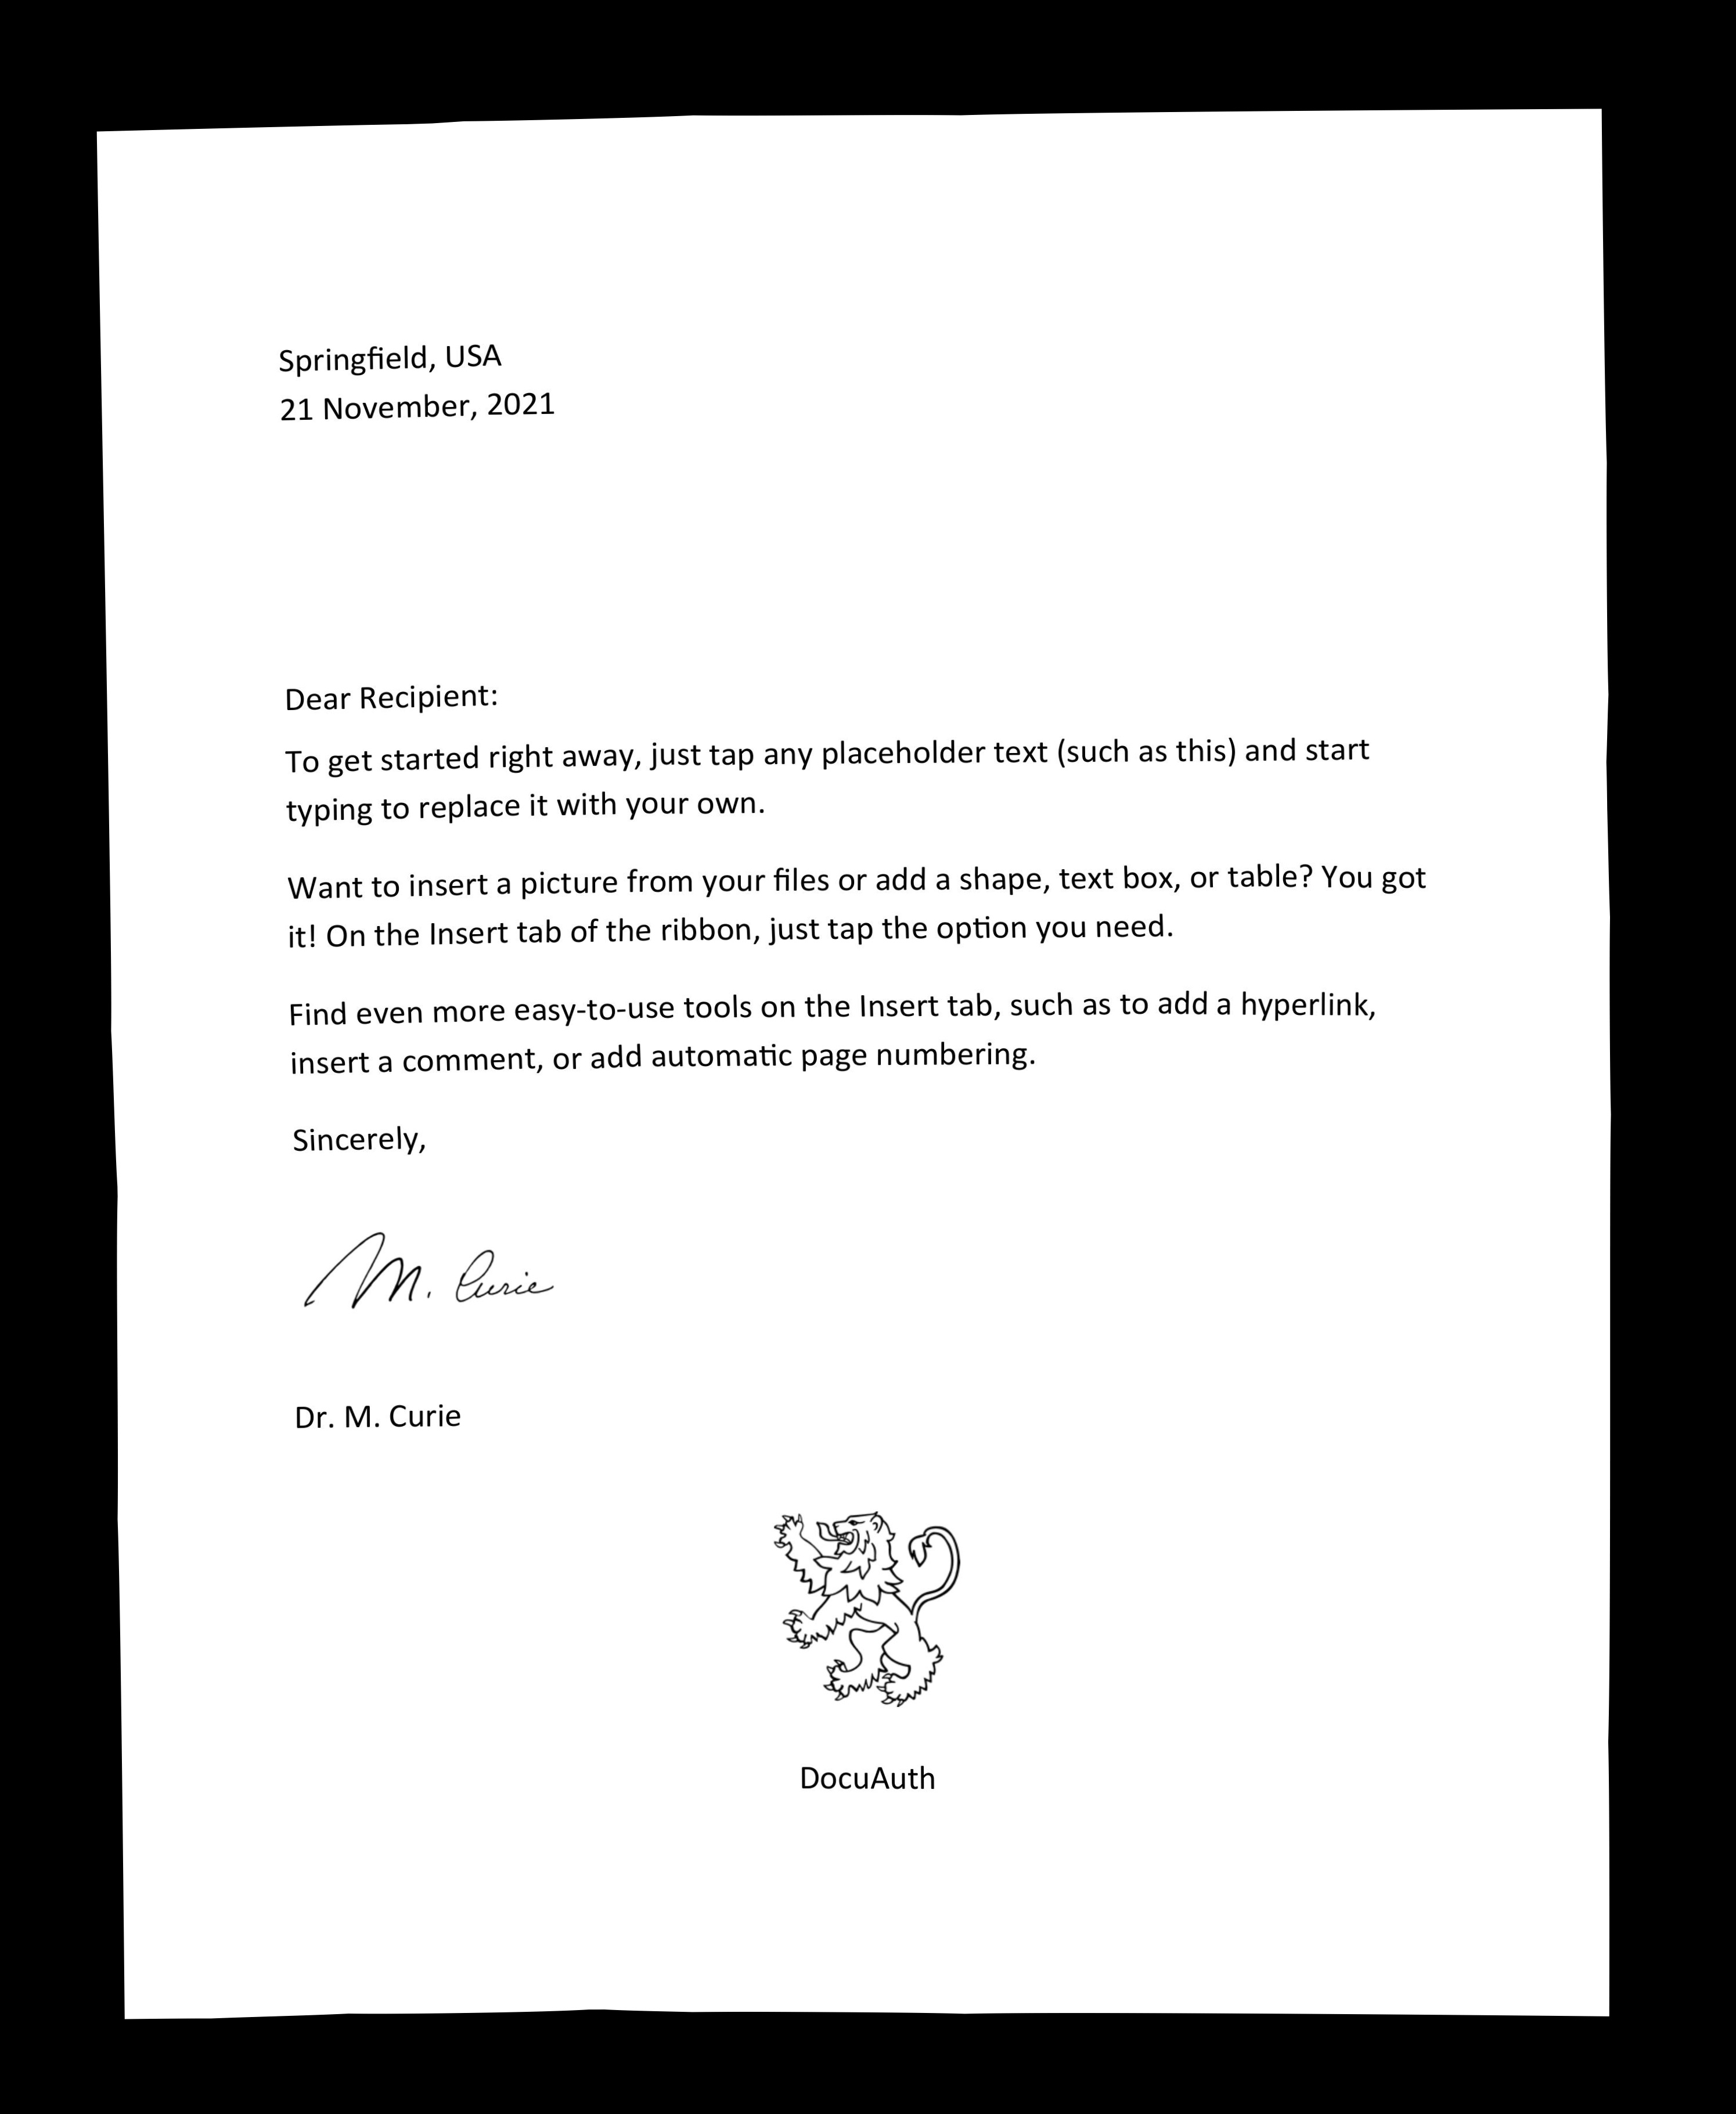 Springfield, USA
21 November, 2021
Dear Recipient:
To get started right away, just tap any placeholder text (such as this) and start
typing to replace it with your own.
Want to insert a picture from your files or add a shape, text box, or table? You got
it! On the Insert tab of the ribbon, just tap the option you need.
Find even more easy-to-use tools on the Insert tab, such as to add a hyperlink,
insert a comment, or add automatic page numbering.
Sincerely,
M. Curie
Dr. M. Curie
DocuAuth